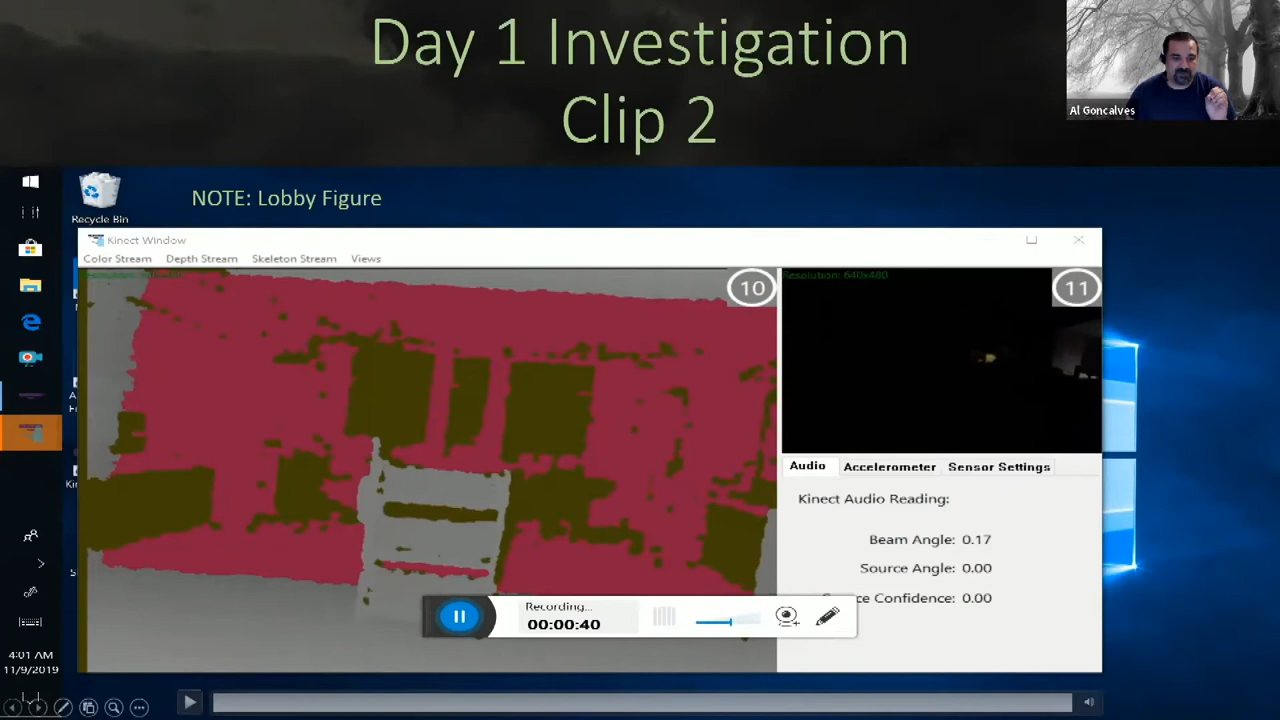 Day 1 Investigation
Clip 2
Al Goncalves
NOTE: Lobby Figure
Recycle Bin
Kinect Window
Color Stream Depth Stream Skeleton Stream Views
10
Resolution: 640x480
11
Audio Accelerometer Sensor Settings
Kinect Audio Reading:
Beam Angle: 0.17
Source Angle: 0.00
Confidence: 0.00
Recording...
00:00:40
4:01 AM
11/9/2019